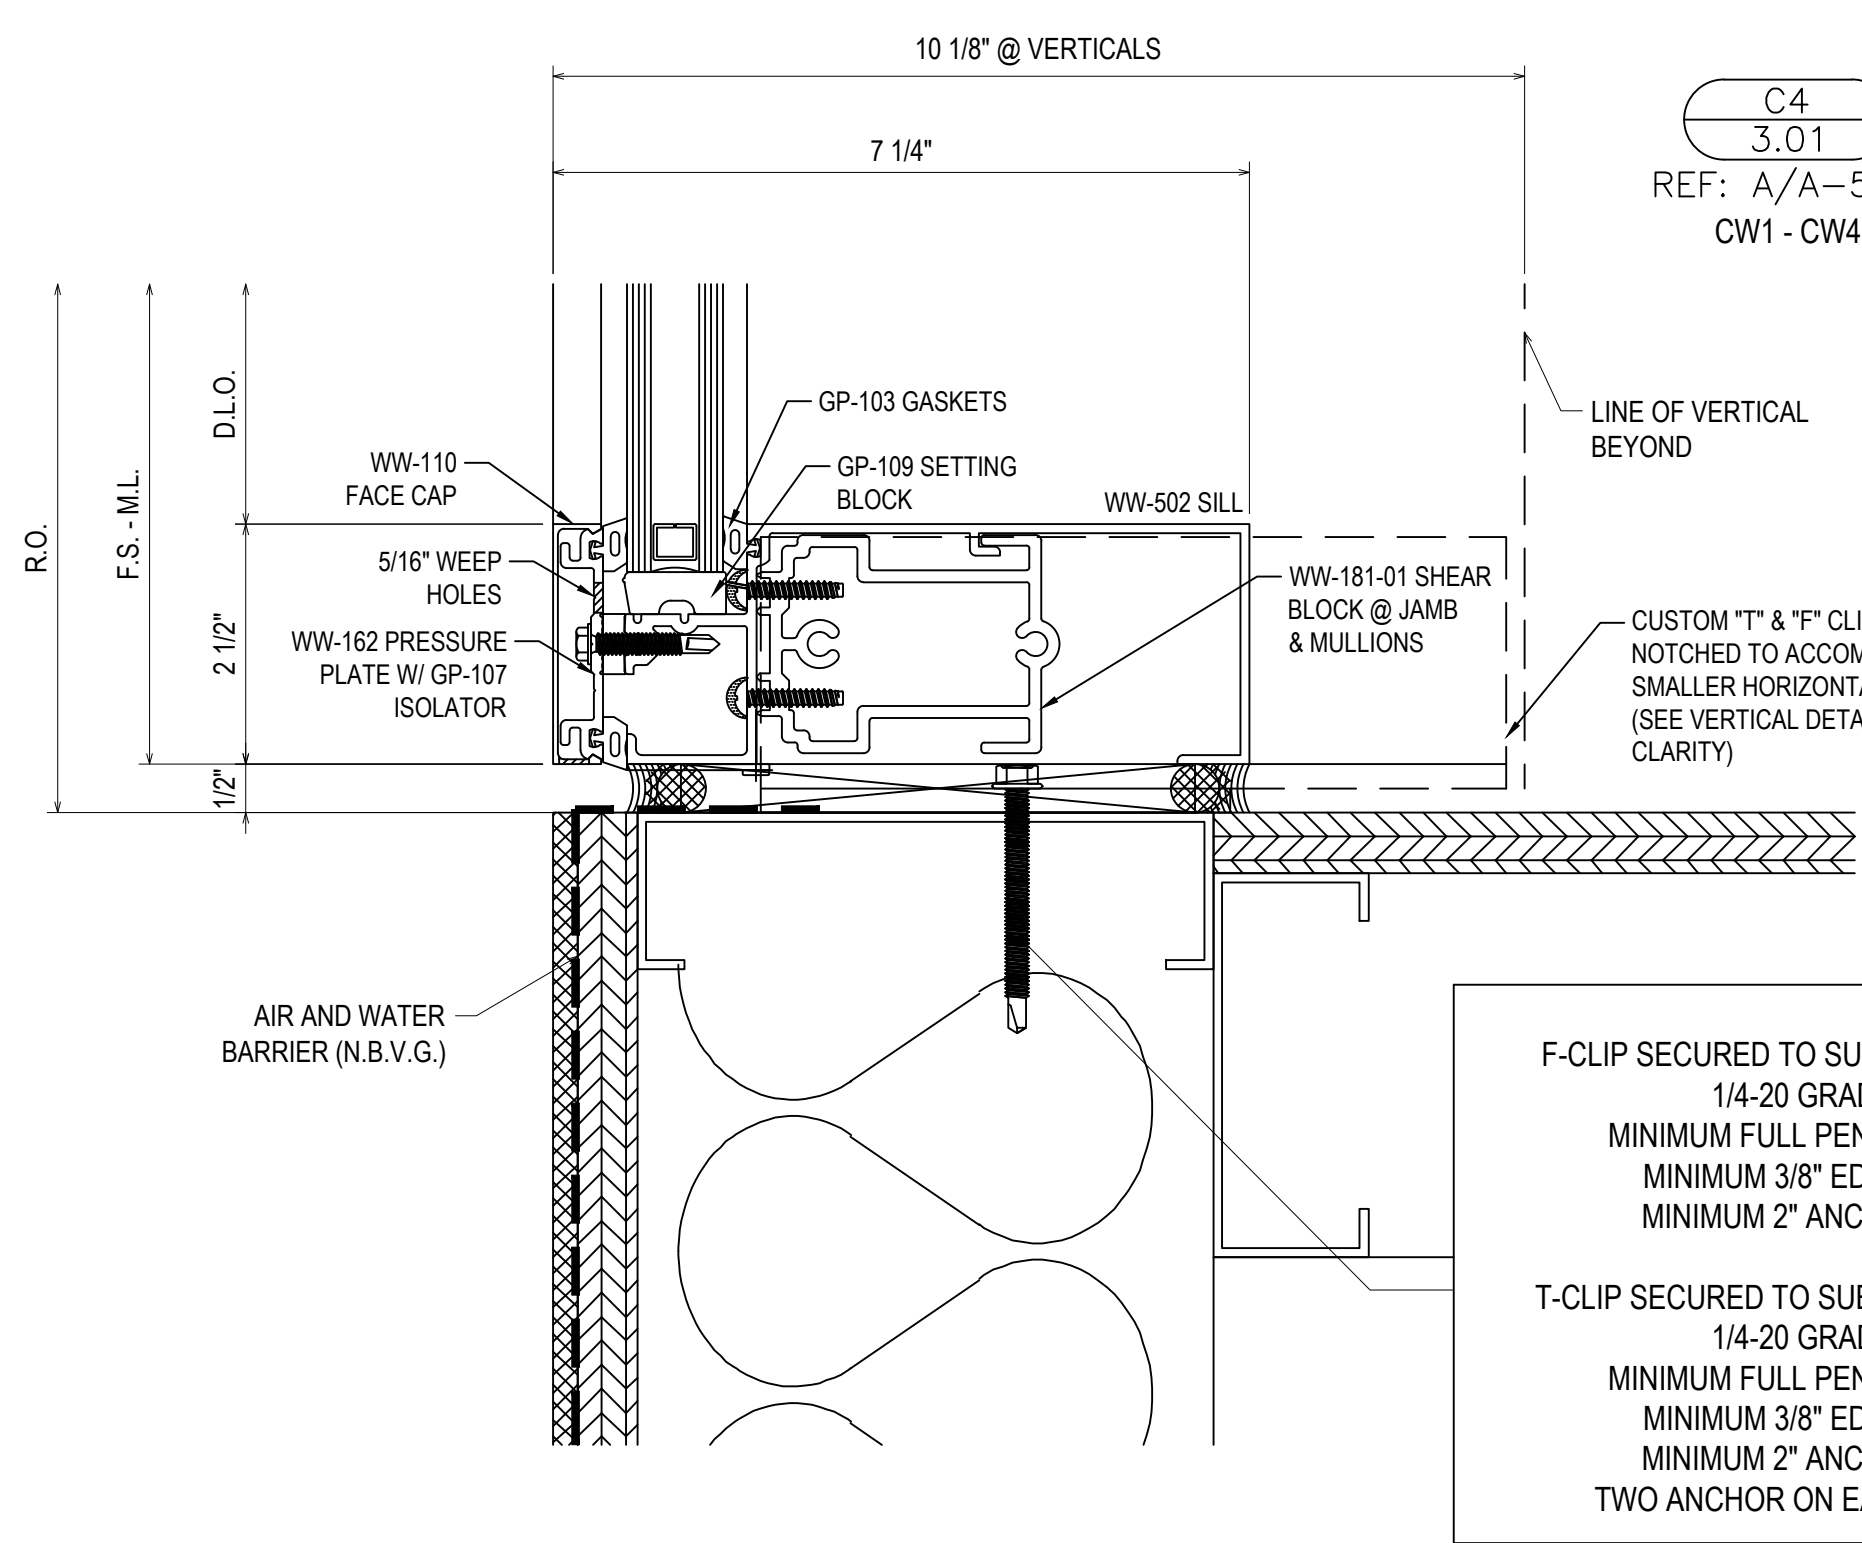 10 1/8" @ VERTICALS
7 1/4"
C4
3.01
REF: A/A-5
CW1 - CW4
R.O.
F.S. - M.L.
D.L.O.
2 1/2"
1/2"
WW-110
FACE CAP
5/16" WEEP
HOLES
WW-162 PRESSURE
PLATE W/ GP-107
ISOLATOR
GP-103 GASKETS
GP-109 SETTING
BLOCK
WW-502 SILL
WW-181-01 SHEAR
BLOCK @ JAMB
& MULLIONS
LINE OF VERTICAL
BEYOND
CUSTOM "T" & "F" CLI
NOTCHED TO ACCOM
SMALLER HORIZONTA
(SEE VERTICAL DETA
CLARITY)
AIR AND WATER
BARRIER (N.B.V.G.)
F-CLIP SECURED TO SU
1/4-20 GRAD
MINIMUM FULL PEN
MINIMUM 3/8" ED
MINIMUM 2" ANC
T-CLIP SECURED TO SUB
1/4-20 GRAD
MINIMUM FULL PEN
MINIMUM 3/8" ED
MINIMUM 2" ANC
TWO ANCHOR ON EA